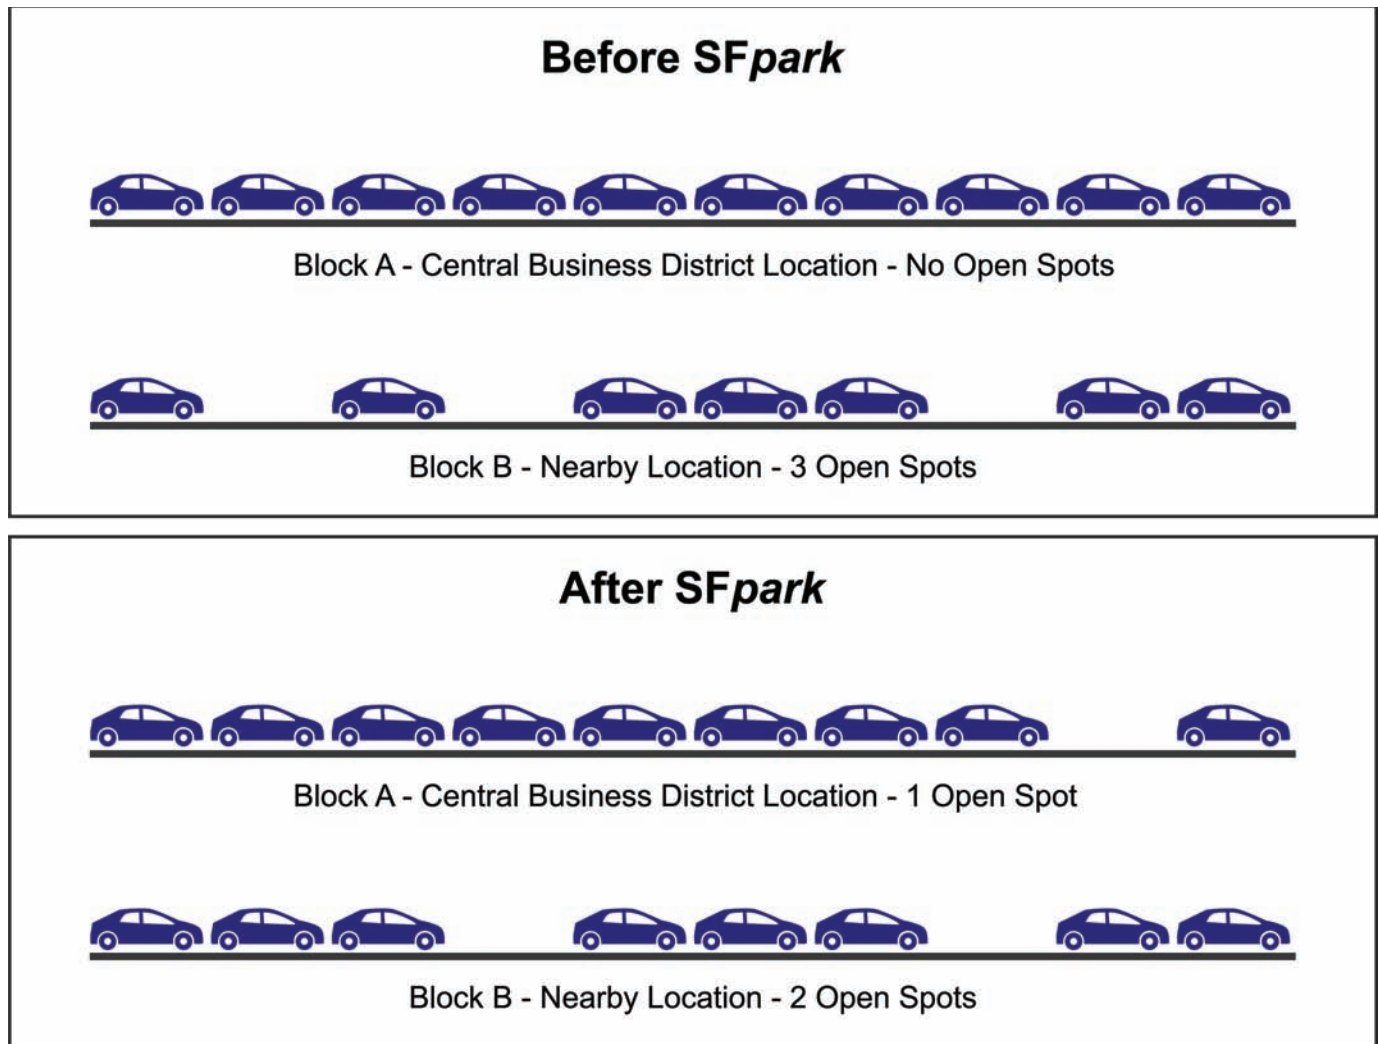 Before SFpark
Block A - Central Business District Location - No Open Spots
Block B - Nearby Location - 3 Open Spots
After SFpark
Block A - Central Business District Location - 1 Open Spot
Block B - Nearby Location - 2 Open Spots